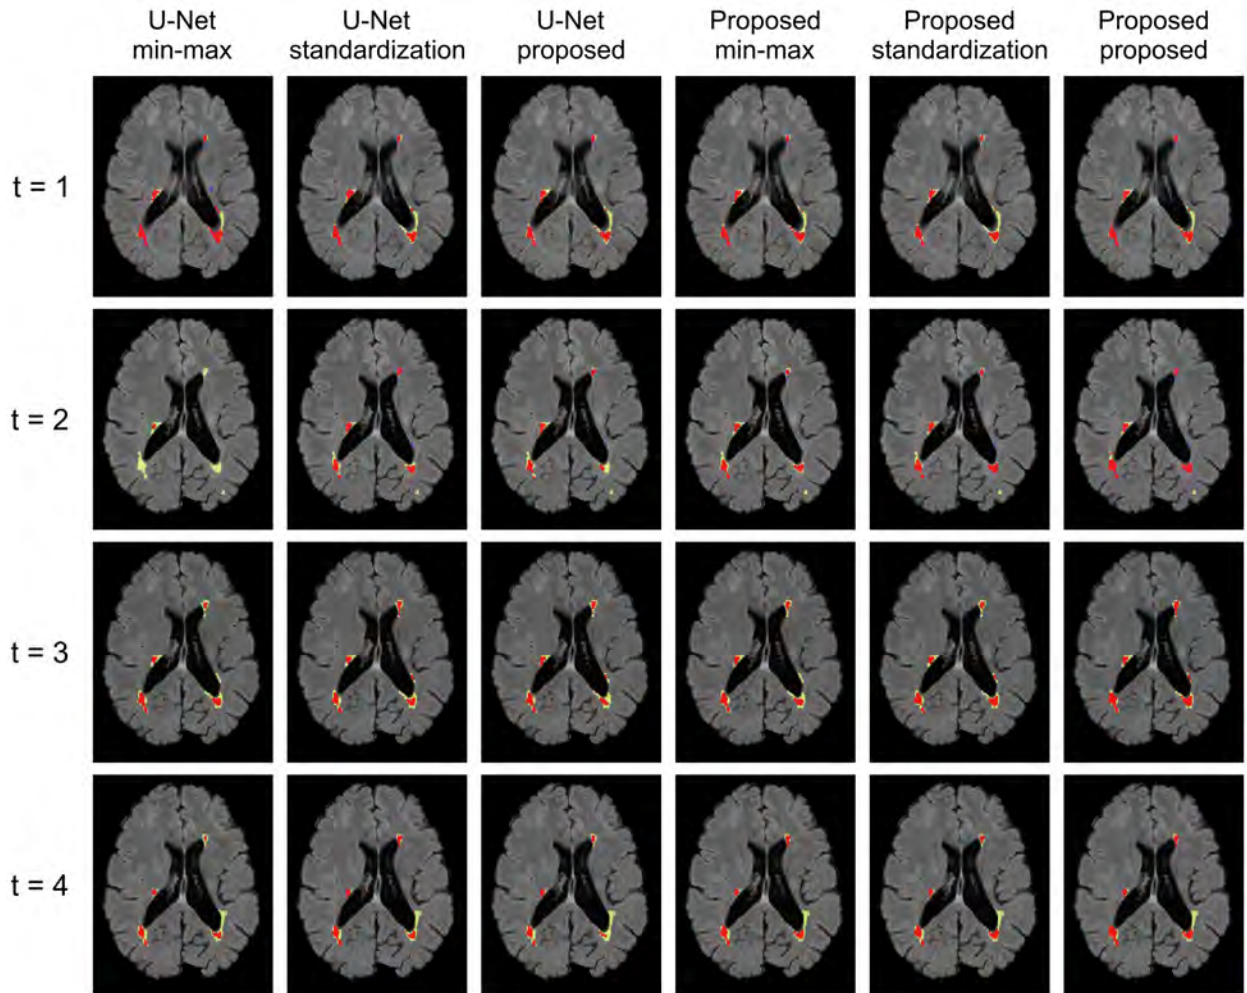 U-Net
min-max
U-Net
standardization
U-Net
proposed
Proposed
min-max
Proposed
standardization
Proposed
proposed
t = 1
t = 2
t = 3
t = 4